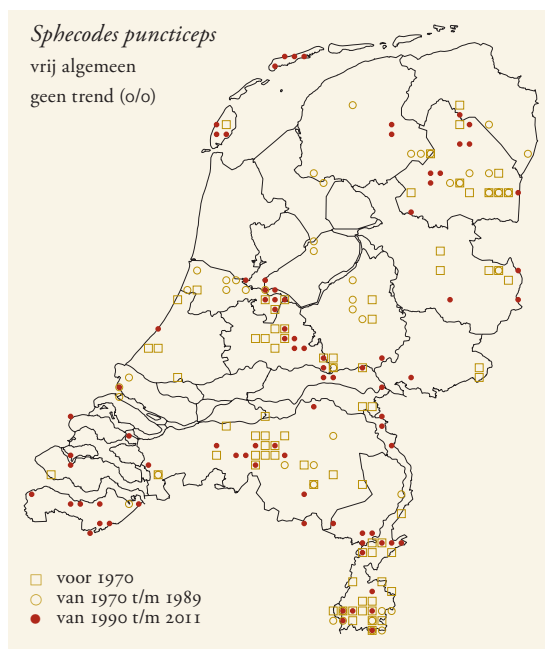 Sphecodes puncticeps
vrij algemeen
geen trend (0/0)
voor 1970
van 1970 t/m 1989
van 1990 t/m 2011